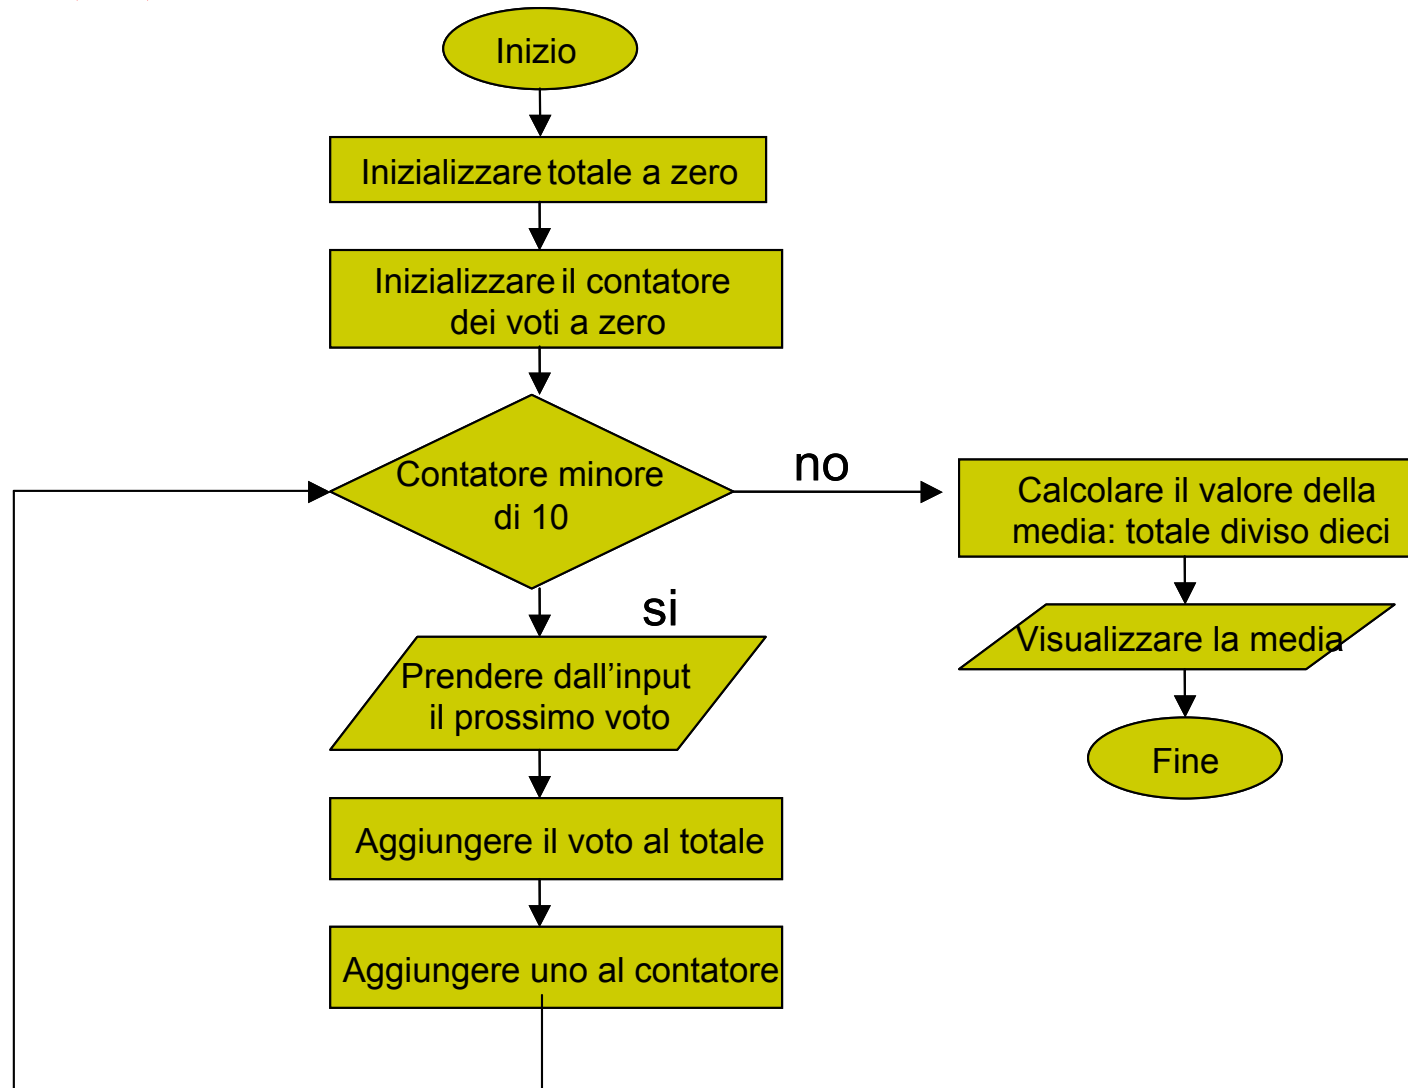 Inizio
Inizializzare totale a zero
Inizializzare il contatore
dei voti a zero
Contatore minore
di 10
no
si
Prendere dall'input
il prossimo voto
Aggiungere il voto al totale
Aggiungere uno al contatore
Calcolare il valore della
media: totale diviso dieci
Visualizzare la media
Fine